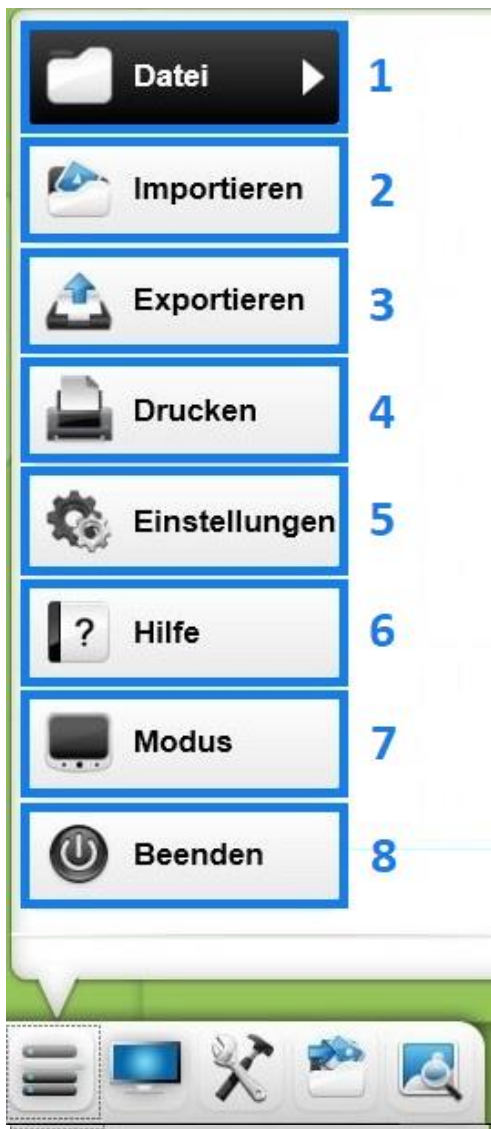 Datei 1
Importieren 2
Exportieren 3
Drucken 4
Einstellungen 5
? Hilfe 6
Modus 7
Beenden 8